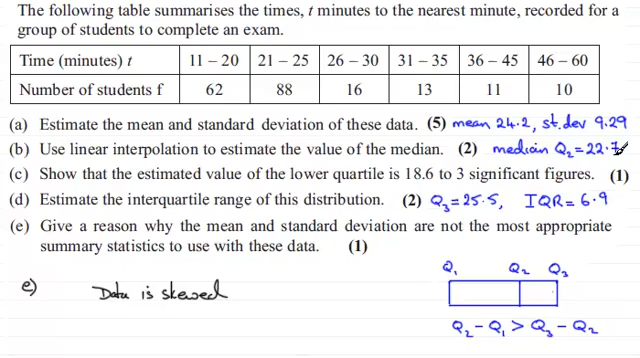 The following table summarises the times, t minutes to the nearest minute, recorded for a
group of students to complete an exam.
Time (minutes) t 11 – 20 21 – 25 26 – 30 31 – 35 36 – 45 46 – 60
Number of students f 62 88 16 13 11 10
(a) Estimate the mean and standard deviation of these data. (5) mean 24.2, st.dev 9.29
(b) Use linear interpolation to estimate the value of the median. (2) median Q₂ = 22.7
(c) Show that the estimated value of the lower quartile is 18.6 to 3 significant figures. (1)
(d) Estimate the interquartile range of this distribution. (2) Q₃ = 25.5, IQR = 6.9
(e) Give a reason why the mean and standard deviation are not the most appropriate
summary statistics to use with these data. (1)
Q₁ Q₂ Q₃
e) Data is skewed
Q₂ – Q₁ > Q₃ – Q₂